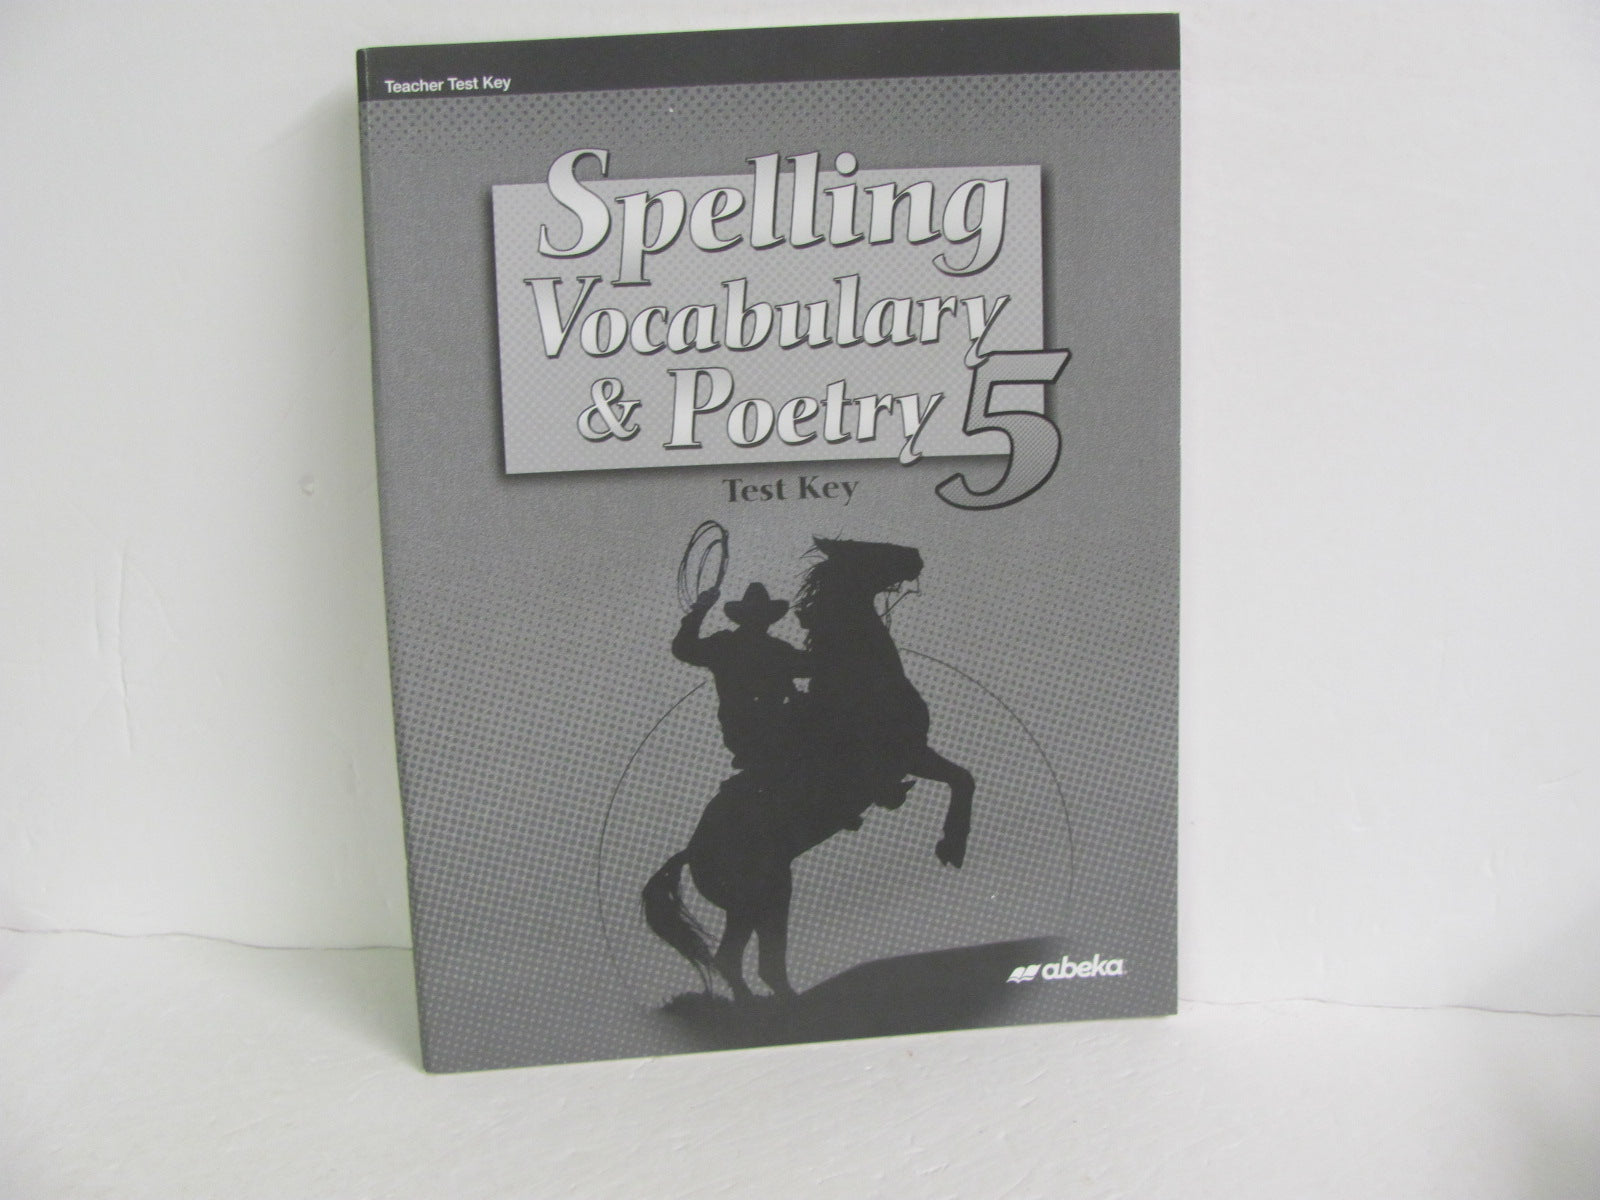 Teacher Test Key
Spelling
Vocabulary
& Poetry 5
Test Key
abeka